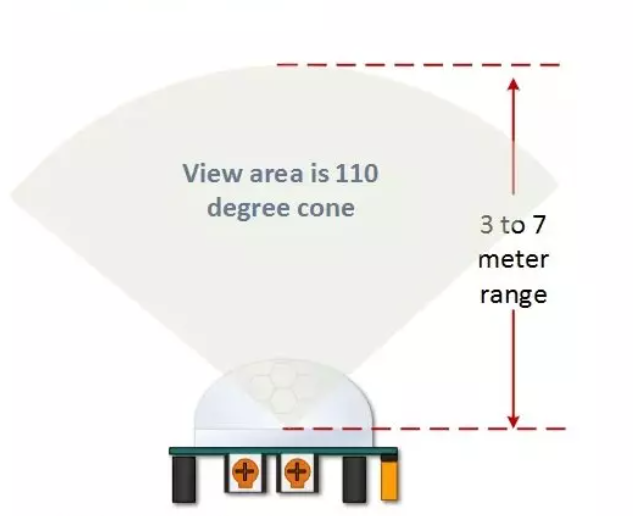 View area is 110
degree cone
3 to 7
meter
range